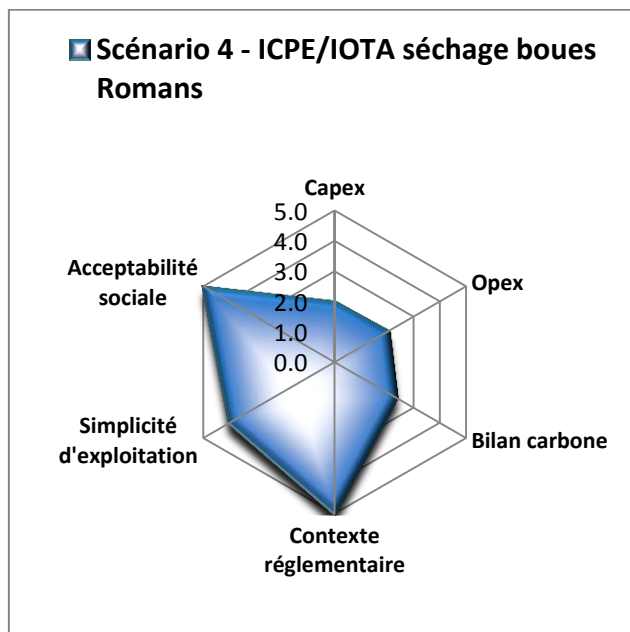 Scénario 4 - ICPE/IOTA séchage boues
Romans
Capex
5.0
4.0
3.0
2.0
1.0
0.0
Opex
Bilan carbone
Contexte
réglementaire
Simplicité
d'exploitation
Acceptabilité
sociale